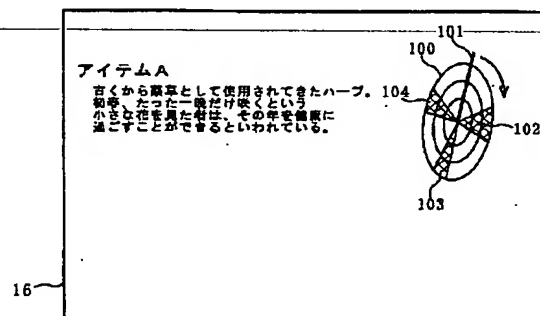 101
100
アイテムA
古くから薬草として使用されてきたハーブ。
104
初春、たった一晩だけ咲くという
小さな花を見た者は、その年を健康に
102
過ごすことができるといわれている。
103
16